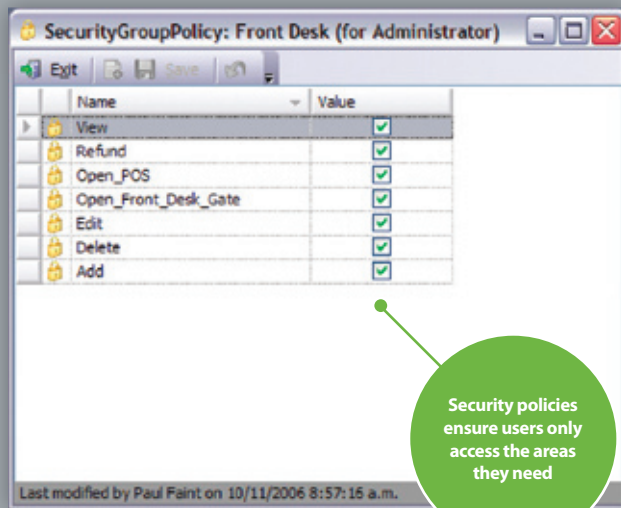 SecurityGroupPolicy: Front Desk (for Administrator)
Exit Save
Name Value
View
Refund
Open_POS
Open_Front_Desk_Gate
Edit
Delete
Add
Security policies
ensure users only
access the areas
they need
Last modified by Paul Faint on 10/11/2006 8:57:16 a.m.